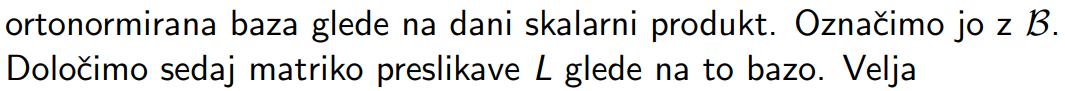 ortonormirana baza glede na dani skalarni produkt. Označimo jo z ℬ.
Določimo sedaj matriko preslikave L glede na to bazo. Velja